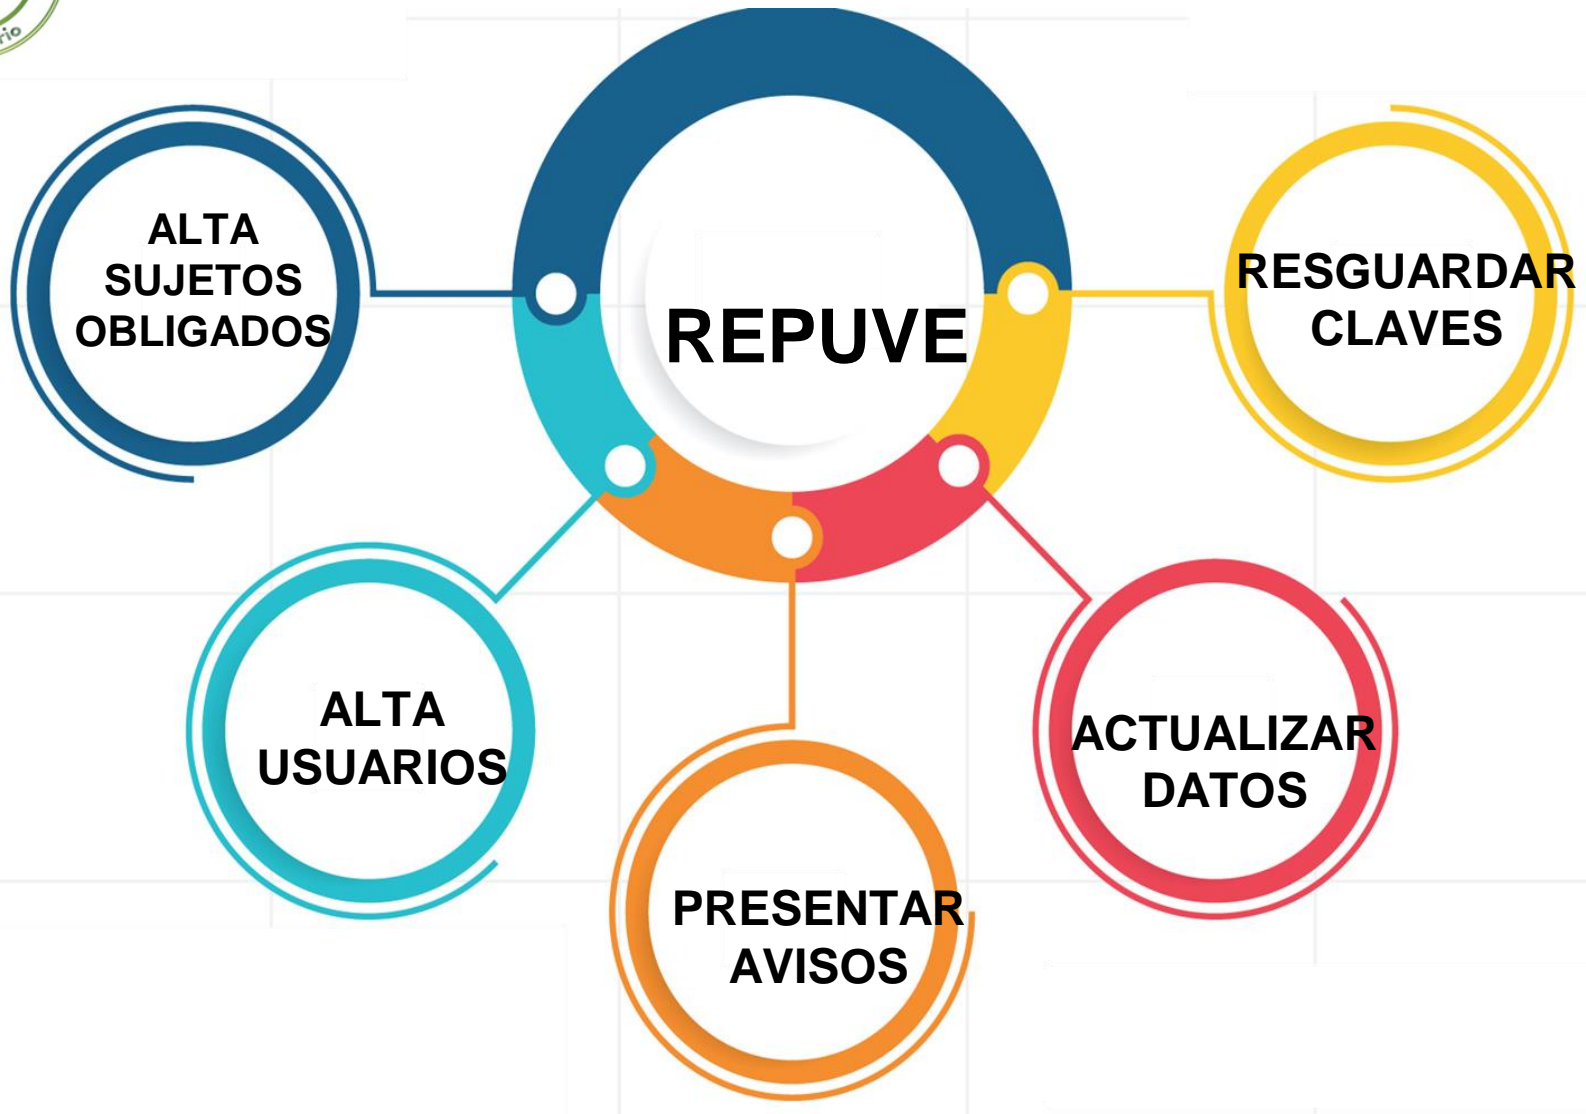 REPUVE
ALTA
SUJETOS
OBLIGADOS
RESGUARDAR
CLAVES
ALTA
USUARIOS
ACTUALIZAR
DATOS
PRESENTAR
AVISOS